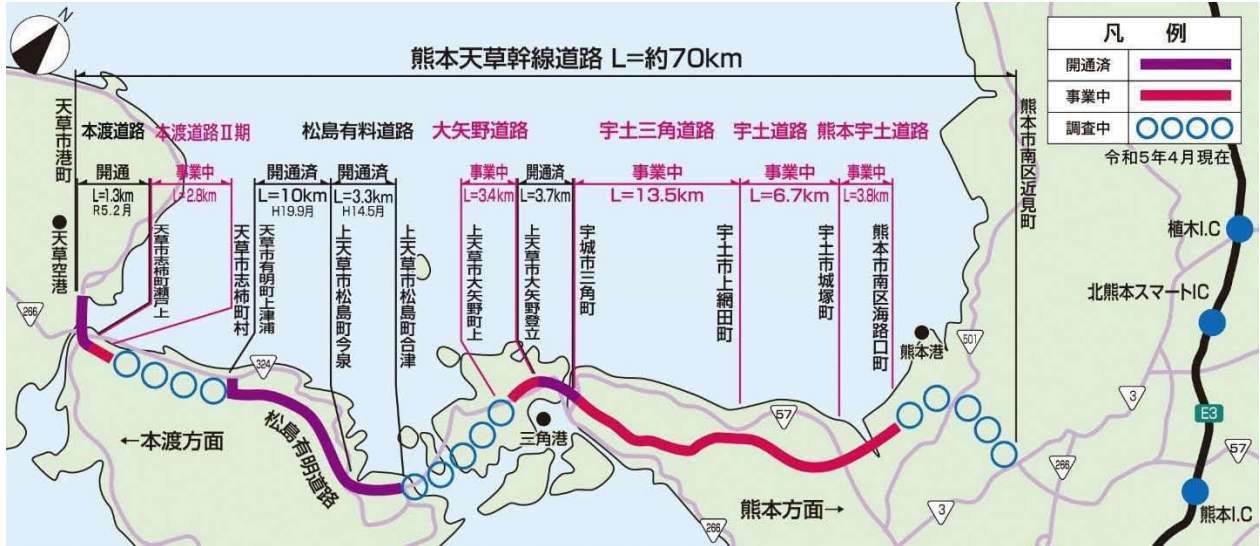 N
熊本天草幹線道路 L=約70km
凡 例
開通済
事業中
調査中
令和5年4月現在
天草市港町
本渡道路
本渡道路Ⅱ期
松島有料道路
大矢野道路
宇土三角道路
宇土道路
熊本宇土道路
熊本市南区近見町
開通
L=1.3km
R5.2月
事業中
L=2.8km
開通済
L=10km
H19.9月
開通済
L=3.3km
H14.5月
事業中
L=3.4km
開通済
L=3.7km
事業中
L=13.5km
事業中
L=6.7km
事業中
L=3.8km
天草空港
天草市志柿町瀬戸上
天草市志柿町村
天草市有明町上津浦
上天草市松島町今泉
上天草市松島町合津
上天草市大矢野町上
上天草市大矢野登立
宇城市三角町
宇土市上網田町
宇土市城塚町
熊本市南区海路口町
熊本港
三角港
266
324
57
501
3
266
3
266
57
E3
植木I.C
北熊本スマートIC
熊本I.C
←本渡方面
松島有明道路
熊本方面→